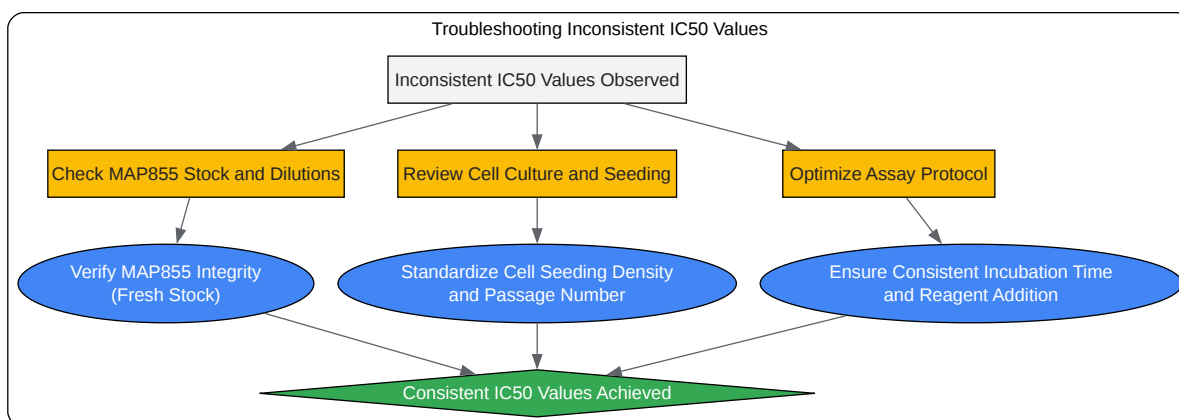 Troubleshooting Inconsistent IC50 Values
Inconsistent IC50 Values Observed
Check MAP855 Stock and Dilutions
Review Cell Culture and Seeding
Optimize Assay Protocol
Verify MAP855 Integrity
(Fresh Stock)
Standardize Cell Seeding Density
and Passage Number
Ensure Consistent Incubation Time
and Reagent Addition
Consistent IC50 Values Achieved